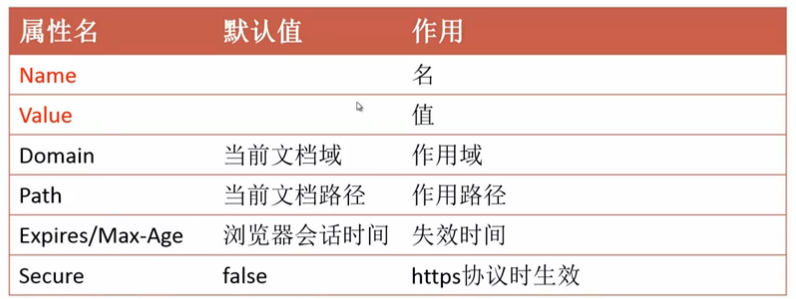 属性名 默认值 作用
Name 名
Value 值
Domain 当前文档域 作用域
Path 当前文档路径 作用路径
Expires/Max-Age 浏览器会话时间 失效时间
Secure false https协议时生效